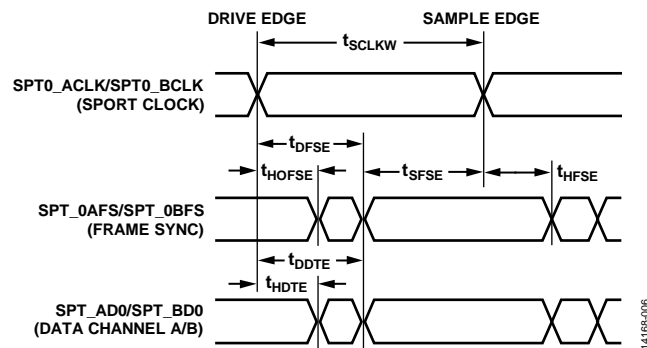 DRIVE EDGE
SAMPLE EDGE
tSCLKW
SPT0_ACLK/SPT0_BCLK
(SPORT CLOCK)
tDFSE
tHOFSE
tSFSE
tHFSE
SPT_0AFS/SPT_0BFS
(FRAME SYNC)
tDDTE
tHDTE
SPT_AD0/SPT_BD0
(DATA CHANNEL A/B)
14168-006